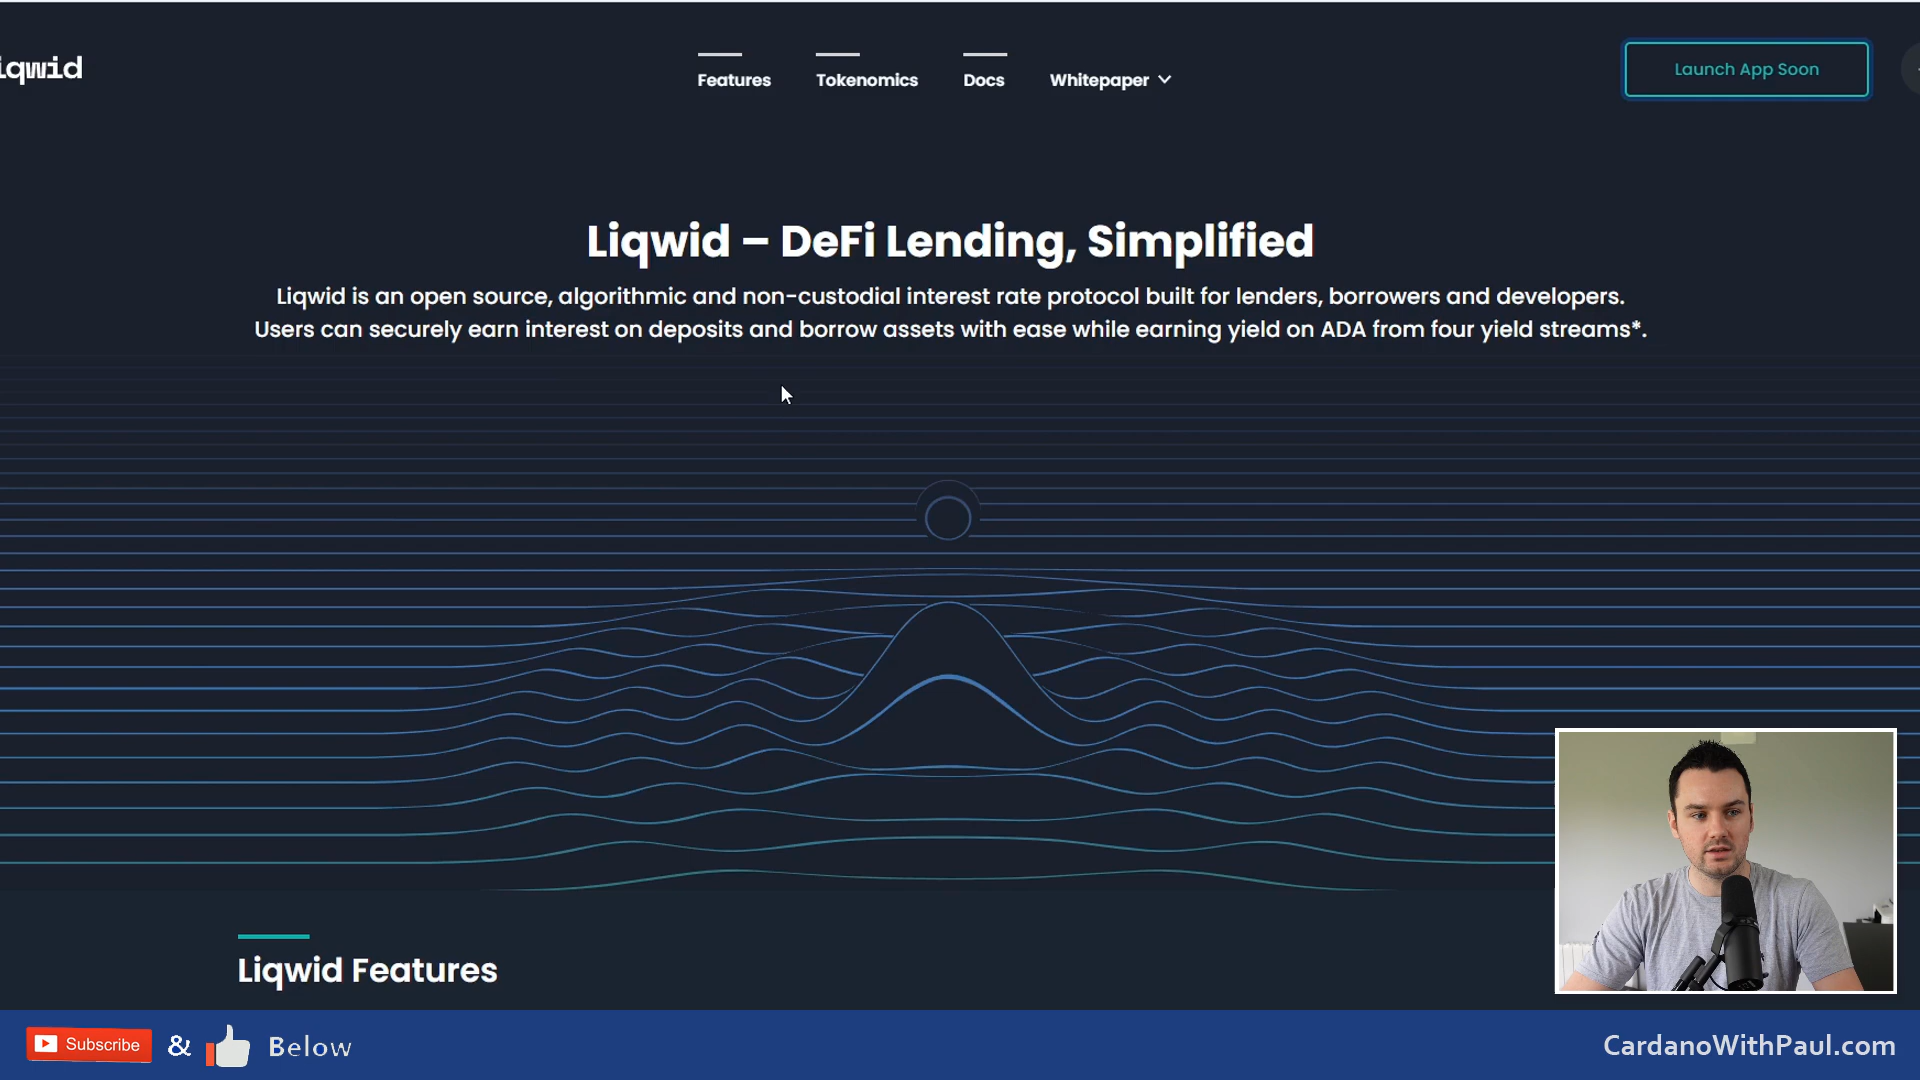 iqwid
Features
Tokenomics
Docs
Whitepaper
Launch App Soon
Liqwid – DeFi Lending, Simplified
Liqwid is an open source, algorithmic and non-custodial interest rate protocol built for lenders, borrowers and developers.
Users can securely earn interest on deposits and borrow assets with ease while earning yield on ADA from four yield streams*.
Liqwid Features
Subscribe & Below
CardanoWithPaul.com